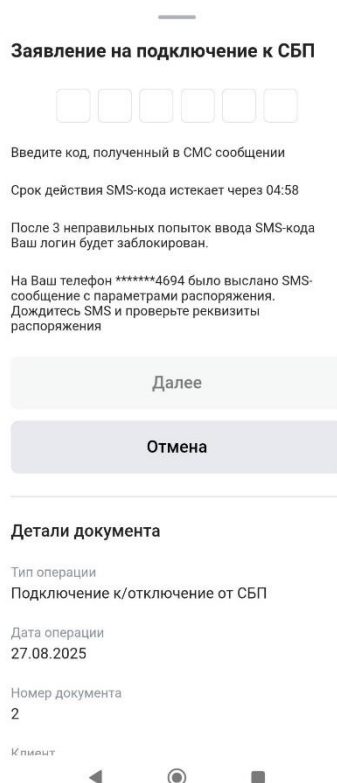 Заявление на подключение к СБП
Введите код, полученный в СМС сообщении
Срок действия SMS-кода истекает через 04:58
После 3 неправильных попыток ввода SMS-кода
Ваш логин будет заблокирован.
На Ваш телефон *******4694 было выслано SMS-
сообщение с параметрами распоряжения.
Дождитесь SMS и проверьте реквизиты
распоряжения
Далее
Отмена
Детали документа
Тип операции
Подключение к/отключение от СБП
Дата операции
27.08.2025
Номер документа
2
Клиент